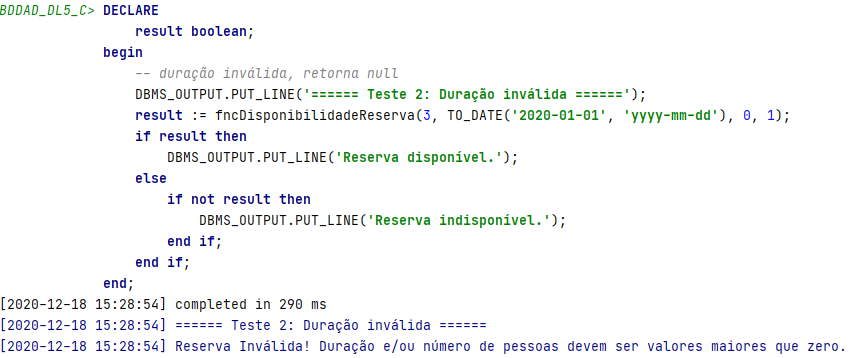 BDDAD_DL5_C> DECLARE
result boolean;
begin
-- duração inválida, retorna null
DBMS_OUTPUT.PUT_LINE('====== Teste 2: Duração inválida ======');
result := fncDisponibilidadeReserva(3, TO_DATE('2020-01-01', 'yyyy-mm-dd'), 0, 1);
if result then
DBMS_OUTPUT.PUT_LINE('Reserva disponível.');
else
if not result then
DBMS_OUTPUT.PUT_LINE('Reserva indisponível.');
end if;
end if;
end;
[2020-12-18 15:28:54] completed in 290 ms
[2020-12-18 15:28:54] ====== Teste 2: Duração inválida ======
[2020-12-18 15:28:54] Reserva Inválida! Duração e/ou número de pessoas devem ser valores maiores que zero.